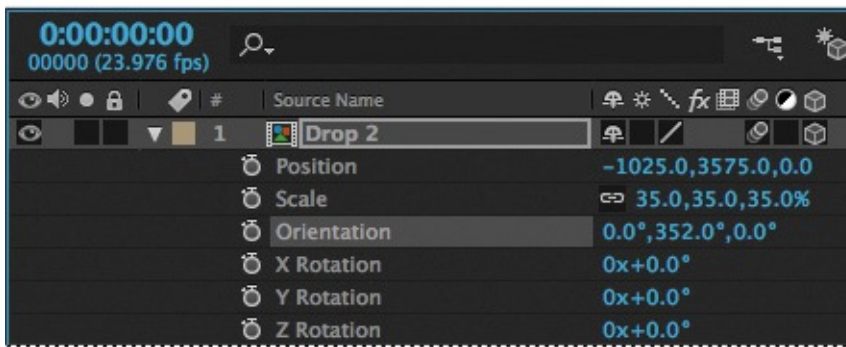 0:00:00:00
00000 (23.976 fps)
# Source Name fx
1 Drop 2
Position -1025.0,3575.0,0.0
Scale 35.0,35.0,35.0%
Orientation 0.0°,352.0°,0.0°
X Rotation 0x+0.0°
Y Rotation 0x+0.0°
Z Rotation 0x+0.0°